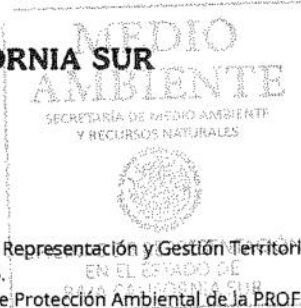 MEDIO
RNIA SUR
AMBIENTE
SECRETARÍA DE MEDIO AMBIENTE
Y RECURSOS NATURALES
Representación y Gestión Territori
EN EL ESTADO DE
BAJA CALIFORNIA SUR
e Protección Ambiental de la PROF